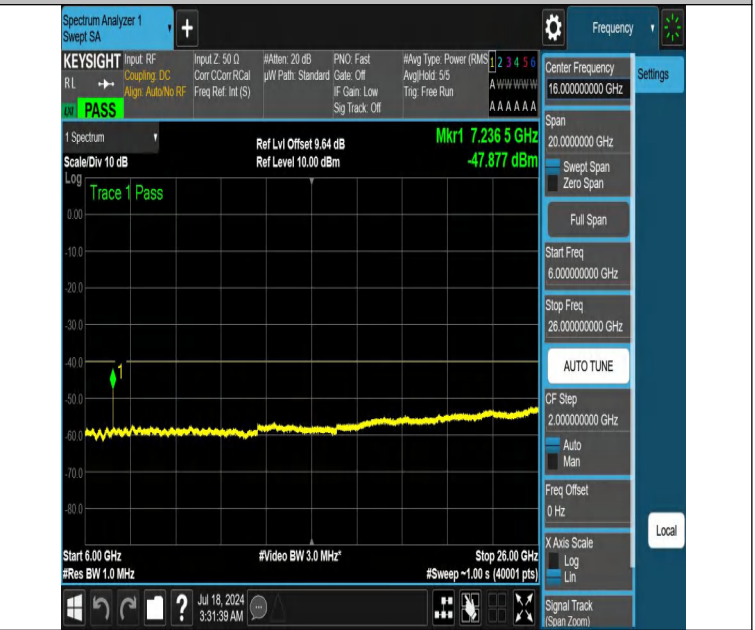 Spectrum Analyzer 1
Swept SA
+
Frequency
KEYSIGHT
RL
PASS
Input: RF
Coupling: DC
Align: Auto/No RF
Input Z: 50 Ω
Corr CCorr RCal
Freq Ref: Int (S)
#Atten: 20 dB
µW Path: Standard
PNO: Fast
Gate: Off
IF Gain: Low
Sig Track: Off
#Avg Type: Power (RMS
Avg|Hold: 5/5
Trig: Free Run
1 2 3 4 5 6
A W W W W W
A A A A A A
1 Spectrum
Scale/Div 10 dB
Ref Lvl Offset 9.64 dB
Ref Level 10.00 dBm
Mkr1 7.236 5 GHz
-47.877 dBm
Log
Trace 1 Pass
0.00
-10.0
-20.0
-30.0
-40.0
1
-50.0
-60.0
-70.0
-80.0
Start 6.00 GHz
#Video BW 3.0 MHz*
Stop 26.00 GHz
#Res BW 1.0 MHz
#Sweep ~1.00 s (40001 pts)
Jul 18, 2024
3:31:39 AM
?
Center Frequency
16.000000000 GHz
Settings
Span
20.0000000 GHz
Swept Span
Zero Span
Full Span
Start Freq
6.000000000 GHz
Stop Freq
26.000000000 GHz
AUTO TUNE
CF Step
2.000000000 GHz
Auto
Man
Freq Offset
0 Hz
X Axis Scale
Log
Lin
Local
Signal Track
(Span Zoom)